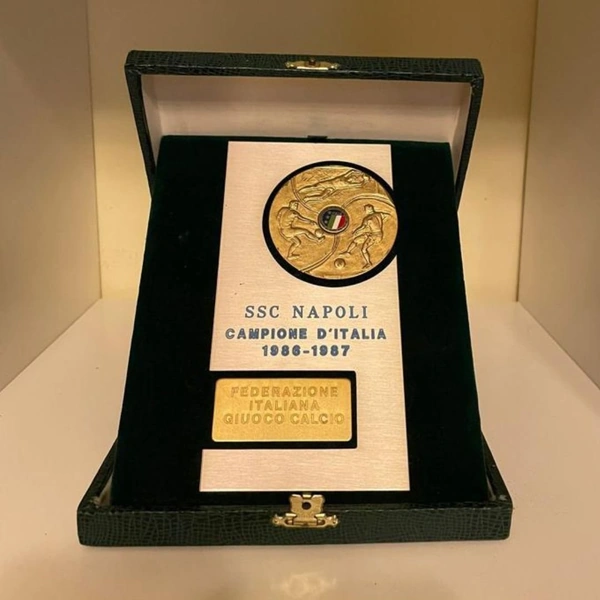 SSC NAPOLI
CAMPIONE D'ITALIA
1986-1987
FEDERAZIONE
ITALIANA
GIUOCO CALCIO